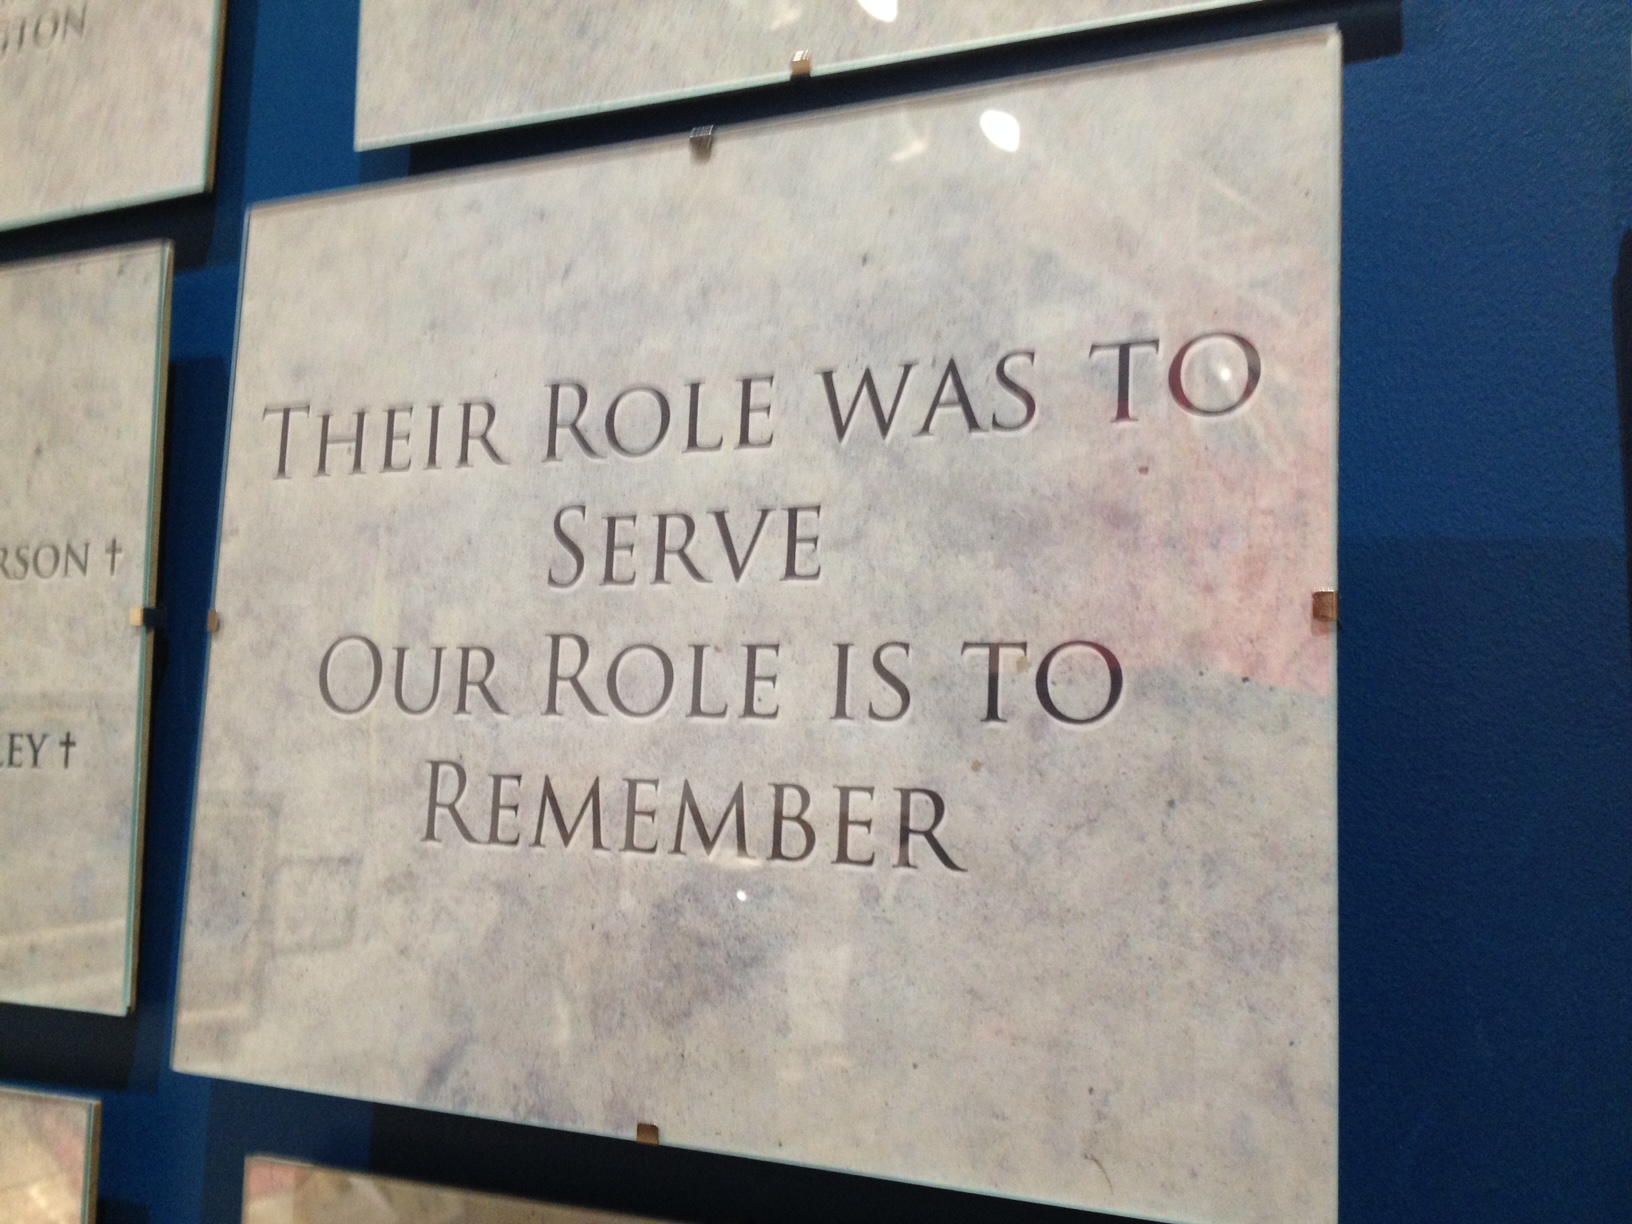 Their Role was to
Serve
Our Role is to
Remember